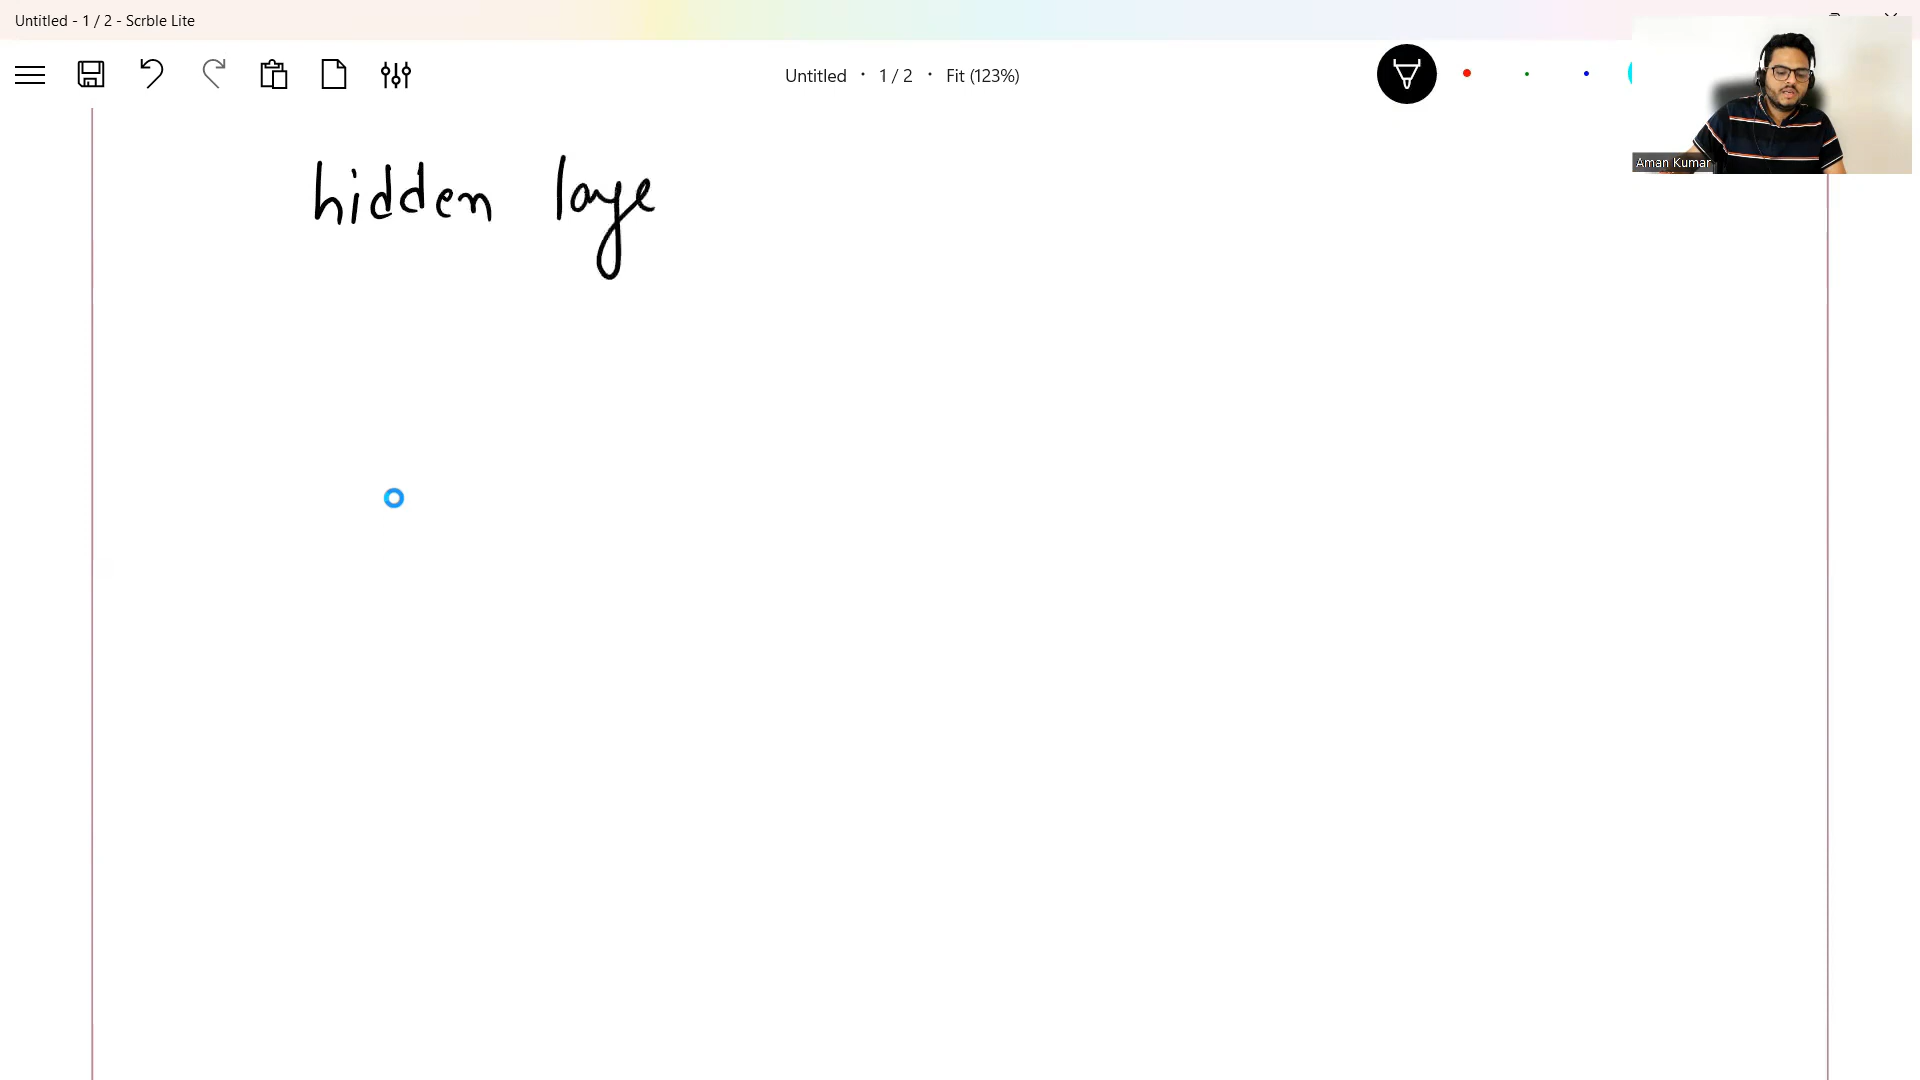 Untitled - 1 / 2 - Scrble Lite
Untitled • 1 / 2 • Fit (123%)
Aman Kumar
hidden laye